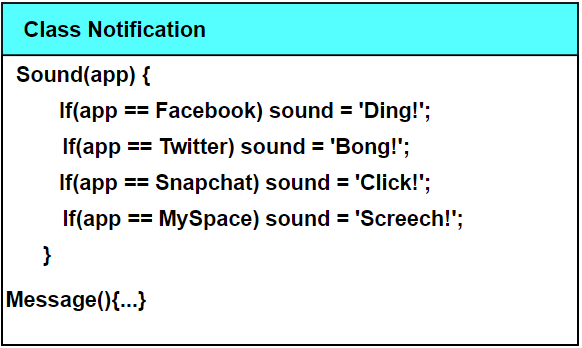 Class Notification
Sound(app) {
If(app == Facebook) sound = 'Ding!';
If(app == Twitter) sound = 'Bong!';
If(app == Snapchat) sound = 'Click!';
If(app == MySpace) sound = 'Screech!';
}
Message(){...}